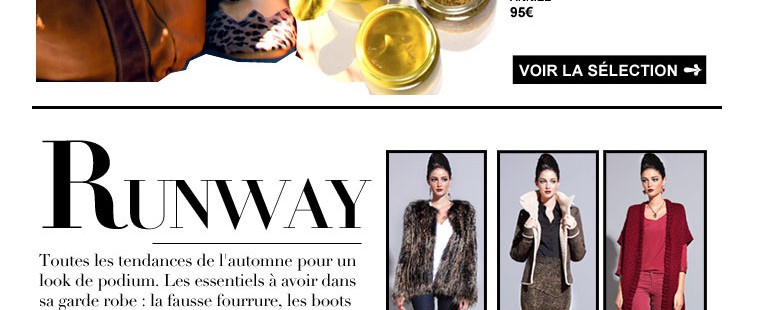 95€
VOIR LA SÉLECTION
RUNWAY
Toutes les tendances de l'automne pour un
look de podium. Les essentiels à avoir dans
sa garde robe : la fausse fourrure, les boots